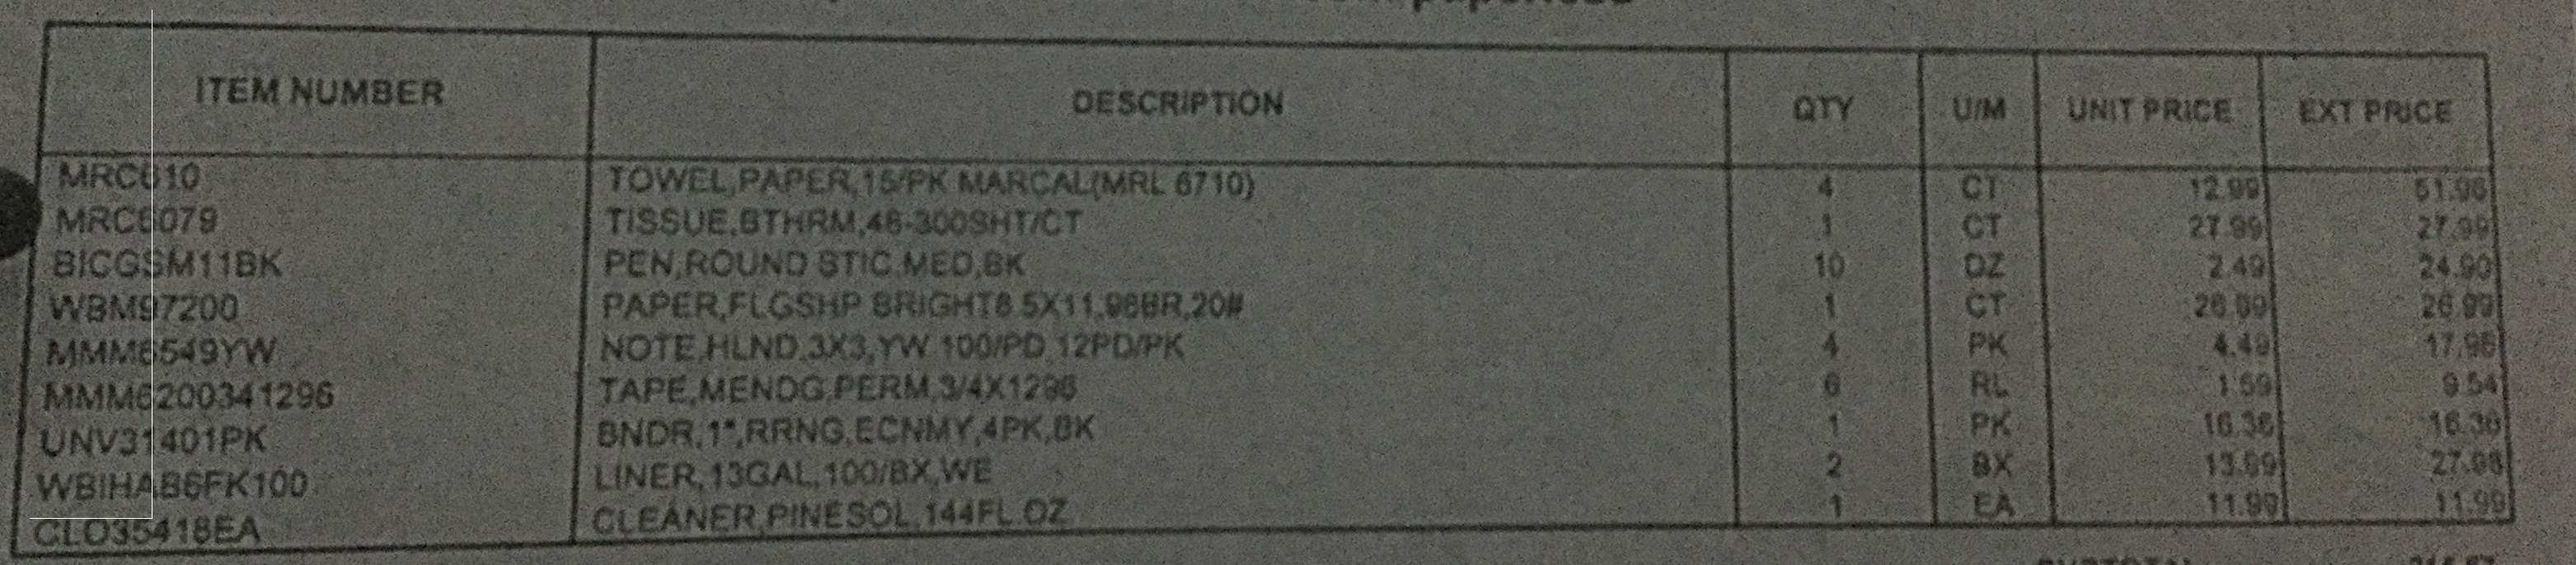 ITEM NUMBER DESCRIPTION QTY U/M UNIT PRICE EXT PRICE
MRC610 TOWEL,PAPER,15/PK MARCAL(MRL 6710) 4 CT 12.99 51.96
MRC6079 TISSUE,BTHRM,48-300SHT/CT 1 CT 27.99 27.99
BICGSM11BK PEN,ROUND STIC,MED,BK 10 DZ 2.49 24.90
WBM97200 PAPER,FLGSHP BRIGHT8.5X11,98BR,20# 1 CT 26.99 26.99
MMM6549YW NOTE,HLND,3X3,YW 100/PD 12PD/PK 4 PK 4.49 17.96
MMM6200341296 TAPE,MENDG,PERM,3/4X1296 6 RL 1.59 9.54
UNV31401PK BNDR,1",RRNG,ECNMY,4PK,BK 1 PK 16.36 16.36
WBIHAB6FK100 LINER,13GAL,100/BX,WE 2 BX 13.99 27.98
CLO35418EA CLEANER,PINESOL,144FL OZ 1 EA 11.99 11.99